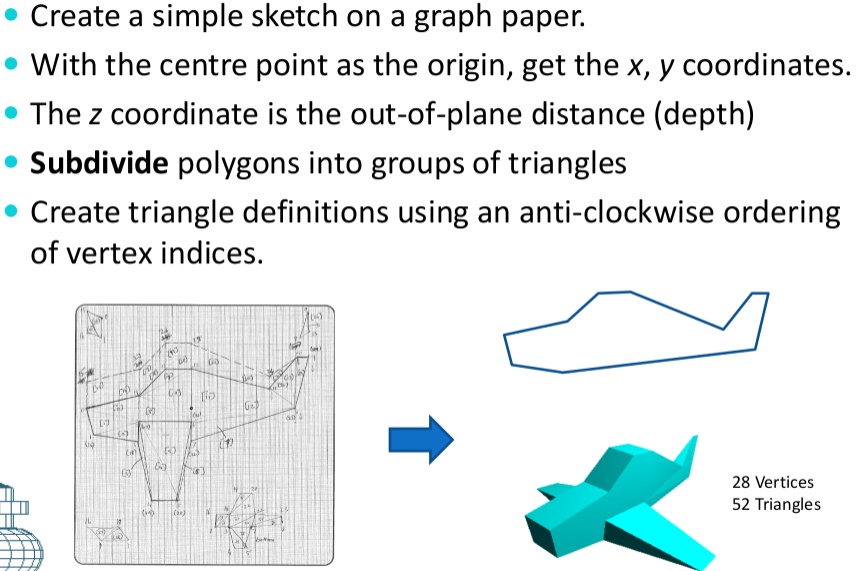 Create a simple sketch on a graph paper.
With the centre point as the origin, get the x, y coordinates.
The z coordinate is the out-of-plane distance (depth)
Subdivide polygons into groups of triangles
Create triangle definitions using an anti-clockwise ordering
of vertex indices.
28 Vertices
52 Triangles